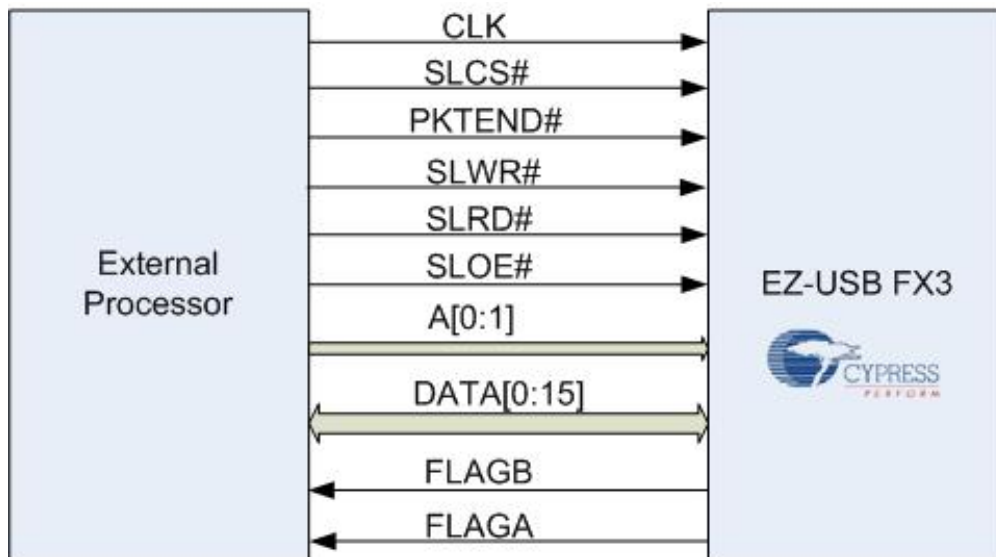 CLK
SLCS#
PKTEND#
SLWR#
SLRD#
SLOE#
A[0:1]
DATA[0:15]
FLAGB
FLAGA
External
Processor
EZ-USB FX3
CYPRESS
PERFORM